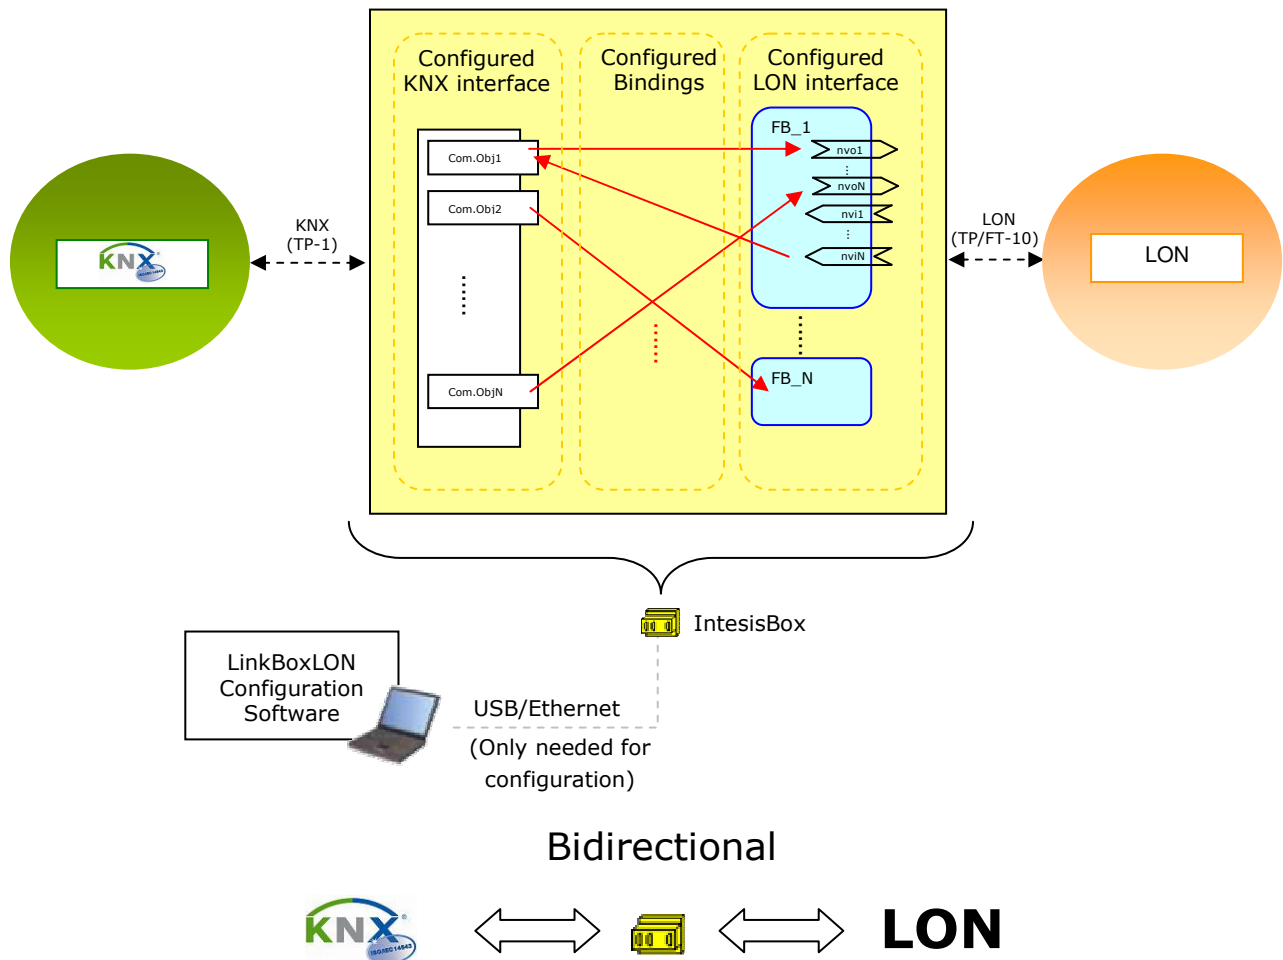 Configured
KNX interface
Configured
Bindings
Configured
LON interface
FB_1
Com.Obj1
nvo1
nvoN
Com.Obj2
nvi1
KNX
(TP-1)
LON
(TP/FT-10)
KNX
LON
nviN
FB_N
Com.ObjN
IntesisBox
LinkBoxLON
Configuration
Software
USB/Ethernet
(Only needed for
configuration)
Bidirectional
KNX
ISO/IEC14543
LON